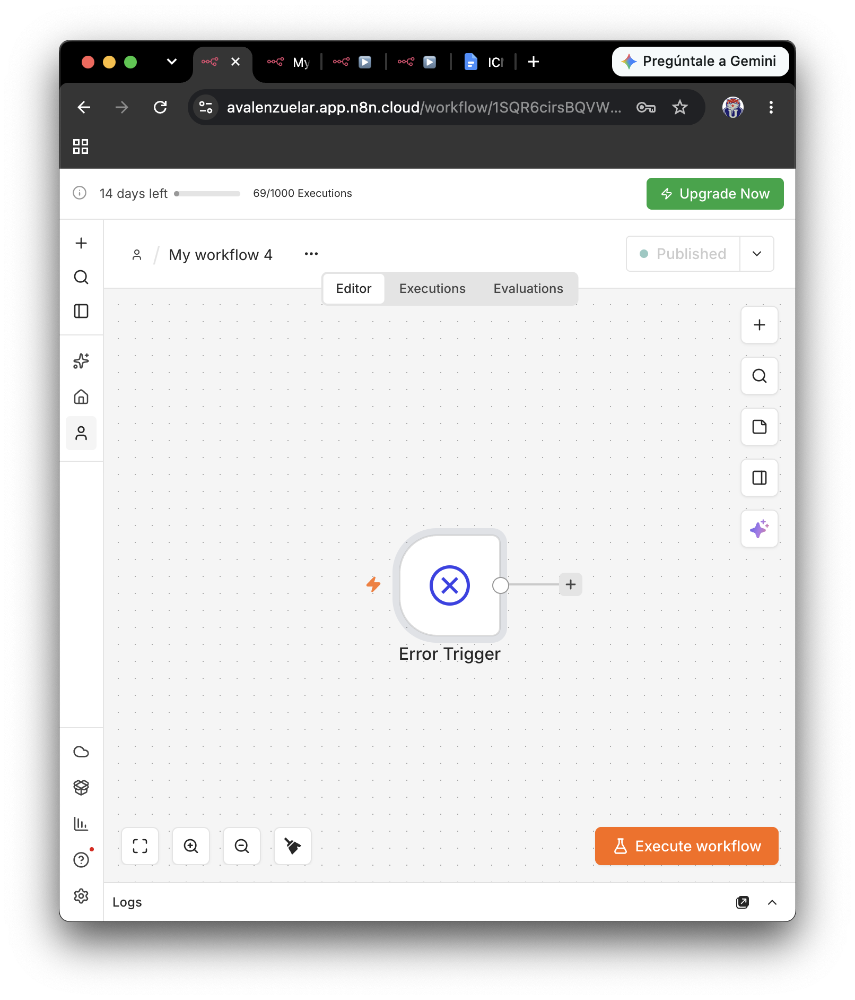 My
IC
Pregúntale a Gemini
avalenzuelar.app.n8n.cloud/workflow/1SQR6cirsBQVW...
14 days left
69/1000 Executions
Upgrade Now
My workflow 4
Published
Editor
Executions
Evaluations
Error Trigger
Execute workflow
Logs